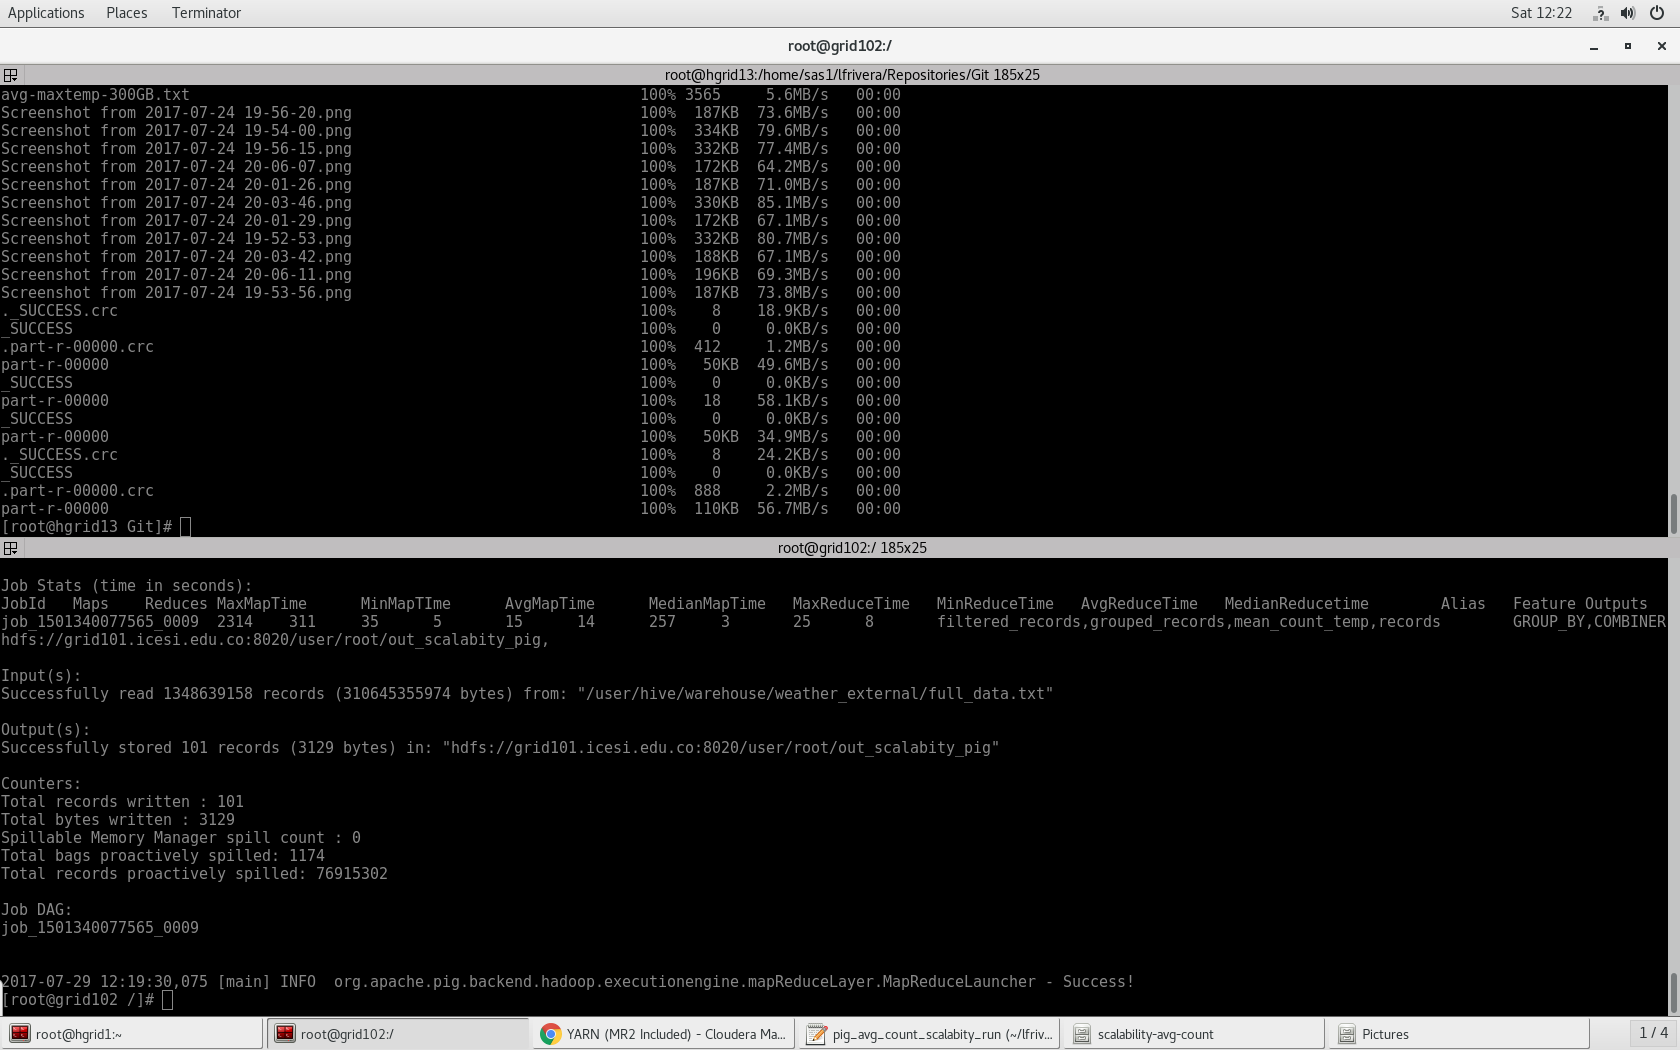 Applications Places Terminator Sat 12:22
root@grid102:/
root@hgrid13:/home/sas1/lfrivera/Repositories/Git 185x25
avg-maxtemp-300GB.txt 100% 3565 5.6MB/s 00:00
Screenshot from 2017-07-24 19-56-20.png 100% 187KB 73.6MB/s 00:00
Screenshot from 2017-07-24 19-54-00.png 100% 334KB 79.6MB/s 00:00
Screenshot from 2017-07-24 19-56-15.png 100% 332KB 77.4MB/s 00:00
Screenshot from 2017-07-24 20-06-07.png 100% 172KB 64.2MB/s 00:00
Screenshot from 2017-07-24 20-01-26.png 100% 187KB 71.0MB/s 00:00
Screenshot from 2017-07-24 20-03-46.png 100% 330KB 85.1MB/s 00:00
Screenshot from 2017-07-24 20-01-29.png 100% 172KB 67.1MB/s 00:00
Screenshot from 2017-07-24 19-52-53.png 100% 332KB 80.7MB/s 00:00
Screenshot from 2017-07-24 20-03-42.png 100% 188KB 67.1MB/s 00:00
Screenshot from 2017-07-24 20-06-11.png 100% 196KB 69.3MB/s 00:00
Screenshot from 2017-07-24 19-53-56.png 100% 187KB 73.8MB/s 00:00
._SUCCESS.crc 100% 8 18.9KB/s 00:00
_SUCCESS 100% 0 0.0KB/s 00:00
.part-r-00000.crc 100% 412 1.2MB/s 00:00
part-r-00000 100% 50KB 49.6MB/s 00:00
_SUCCESS 100% 0 0.0KB/s 00:00
part-r-00000 100% 18 58.1KB/s 00:00
_SUCCESS 100% 0 0.0KB/s 00:00
part-r-00000 100% 50KB 34.9MB/s 00:00
._SUCCESS.crc 100% 8 24.2KB/s 00:00
_SUCCESS 100% 0 0.0KB/s 00:00
.part-r-00000.crc 100% 888 2.2MB/s 00:00
part-r-00000 100% 110KB 56.7MB/s 00:00
[root@hgrid13 Git]#
root@grid102:/ 185x25
Job Stats (time in seconds):
JobId Maps Reduces MaxMapTime MinMapTIme AvgMapTime MedianMapTime MaxReduceTime MinReduceTime AvgReduceTime MedianReducetime Alias Feature Outputs
job_1501340077565_0009 2314 311 35 5 15 14 257 3 25 8 filtered_records,grouped_records,mean_count_temp,records GROUP_BY,COMBINER
hdfs://grid101.icesi.edu.co:8020/user/root/out_scalabity_pig,
Input(s):
Successfully read 1348639158 records (310645355974 bytes) from: "/user/hive/warehouse/weather_external/full_data.txt"
Output(s):
Successfully stored 101 records (3129 bytes) in: "hdfs://grid101.icesi.edu.co:8020/user/root/out_scalabity_pig"
Counters:
Total records written : 101
Total bytes written : 3129
Spillable Memory Manager spill count : 0
Total bags proactively spilled: 1174
Total records proactively spilled: 76915302
Job DAG:
job_1501340077565_0009
2017-07-29 12:19:30,075 [main] INFO org.apache.pig.backend.hadoop.executionengine.mapReduceLayer.MapReduceLauncher - Success!
[root@grid102 /]#
root@hgrid1:~ root@grid102:/ YARN (MR2 Included) - Cloudera Ma... pig_avg_count_scalabity_run (~/lfriv... scalability-avg-count Pictures 1 / 4